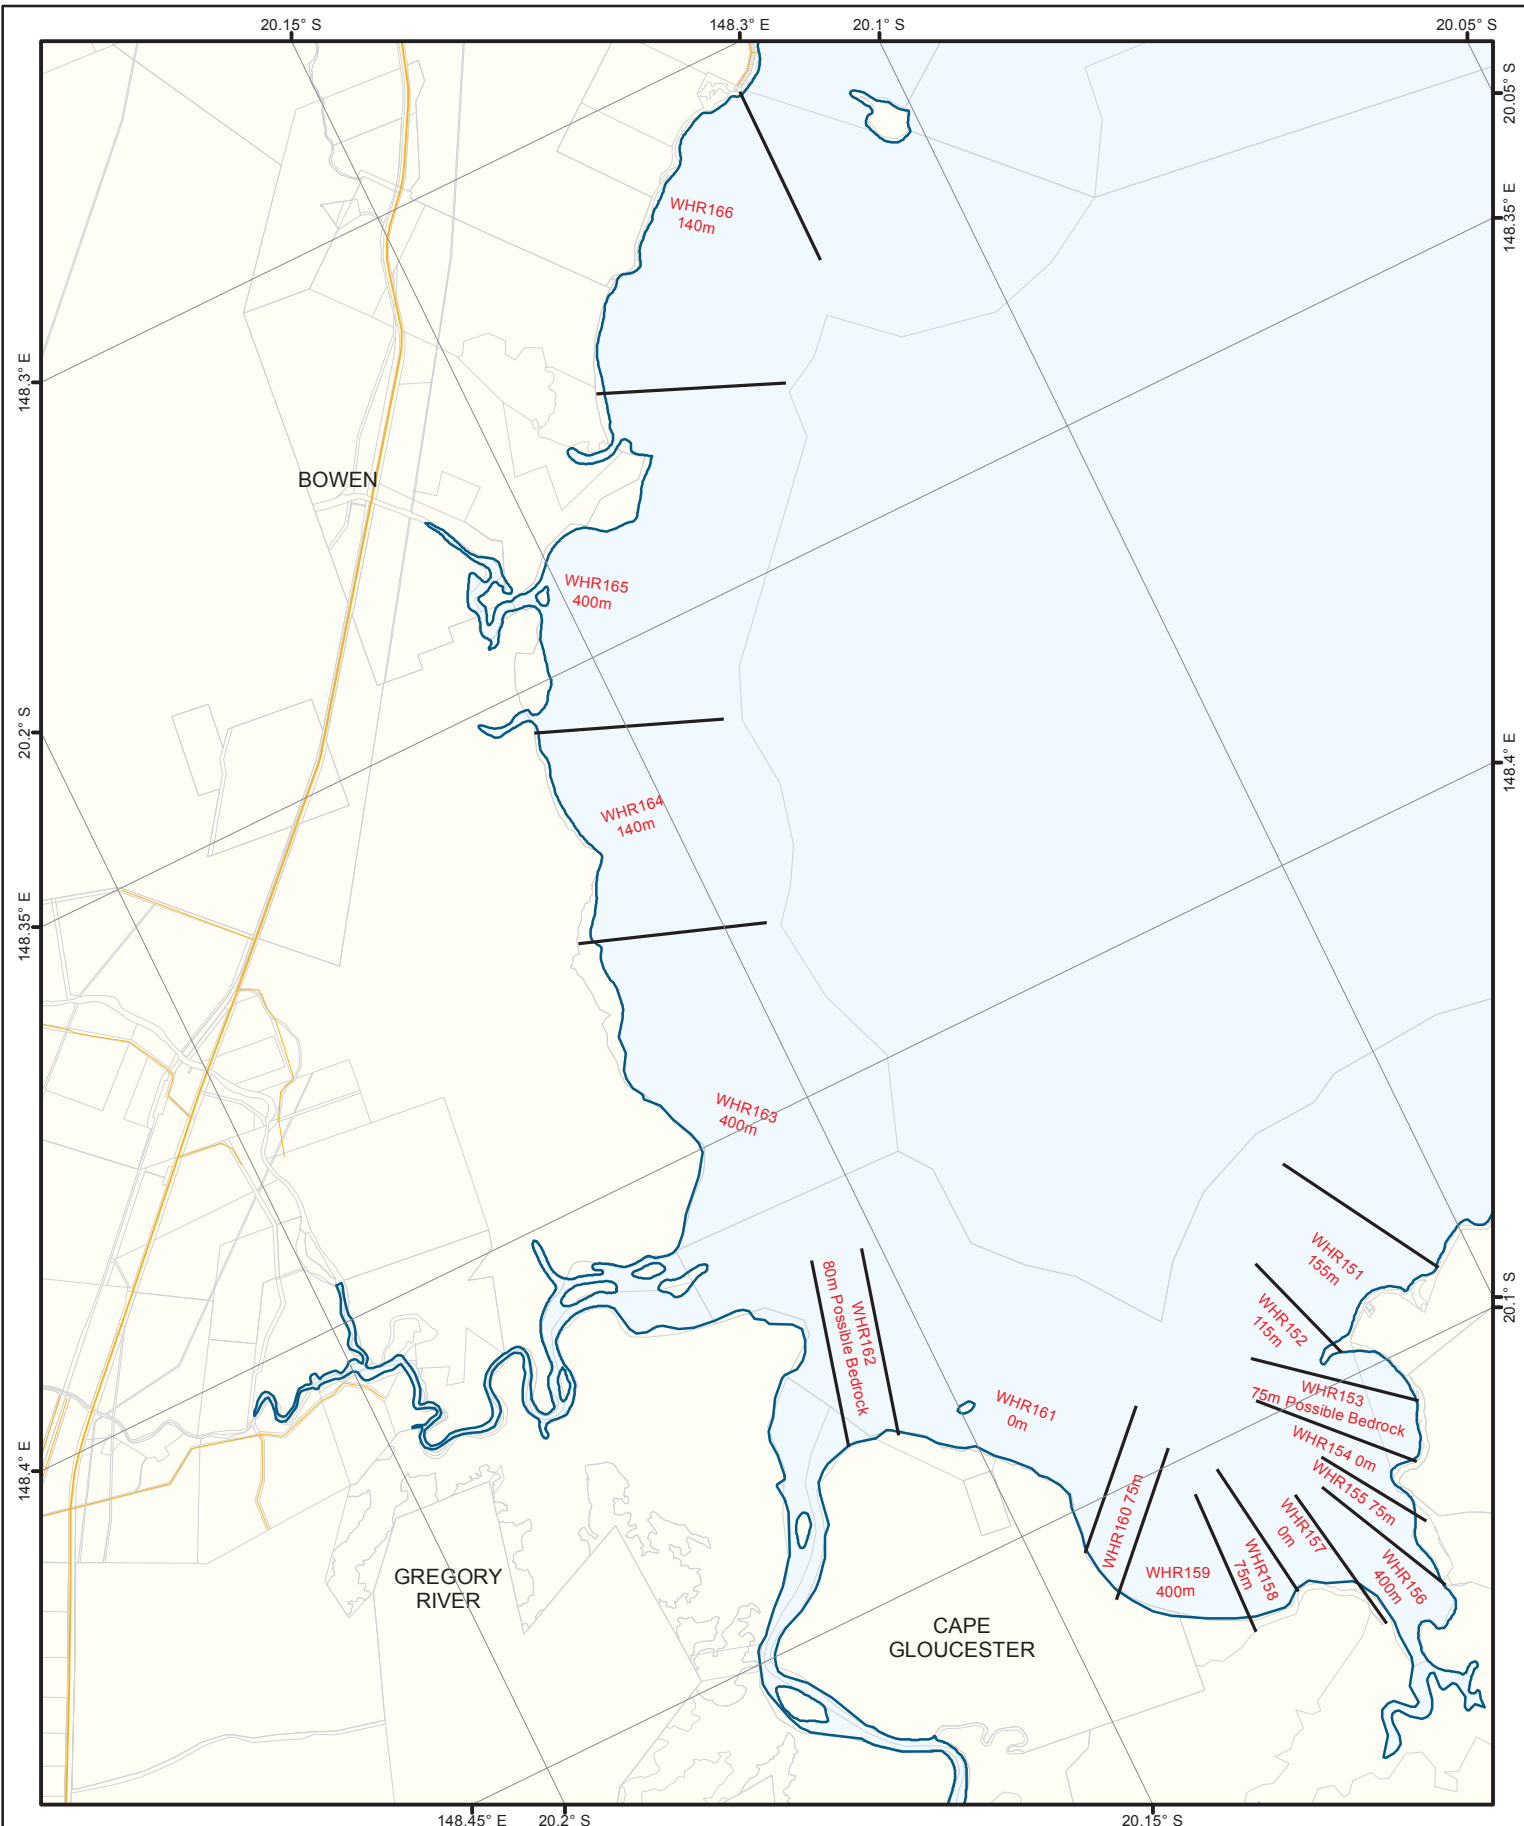 20.15° S
148.3° E
20.1° S
20.05° S
20.05° S
148.35° E
WHR166
140m
148.3° E
BOWEN
WHR165
400m
20.2° S
148.4° E
WHR164
140m
148.35° E
WHR163
400m
WHR151
155m
20.1° S
WHR152
115m
WHR162
80m Possible Bedrock
WHR153
75m Possible Bedrock
WHR161
0m
WHR154 0m
WHR155 75m
148.4° E
WHR160 75m
WHR157
0m
WHR156
400m
WHR158
75m
WHR159
400m
GREGORY
RIVER
CAPE
GLOUCESTER
148.45° E
20.2° S
20.15° S